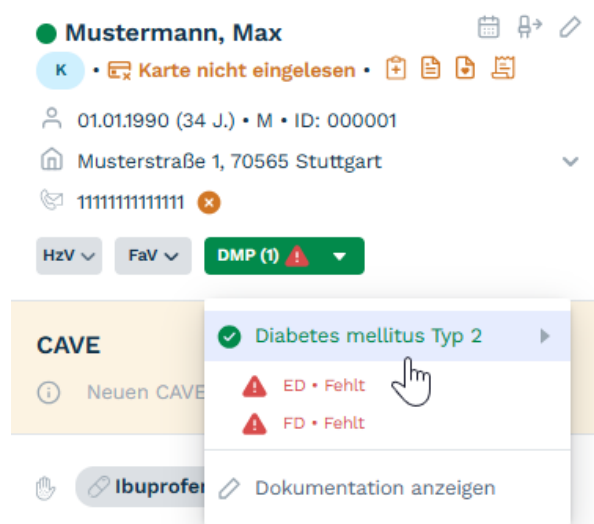 Mustermann, Max
K • Karte nicht eingelesen •
01.01.1990 (34 J.) • M • ID: 000001
Musterstraße 1, 70565 Stuttgart
11111111111111
HzV FaV DMP (1)
Diabetes mellitus Typ 2
CAVE
ED • Fehlt
Neuen CAVE
FD • Fehlt
Ibuprofe
Dokumentation anzeigen